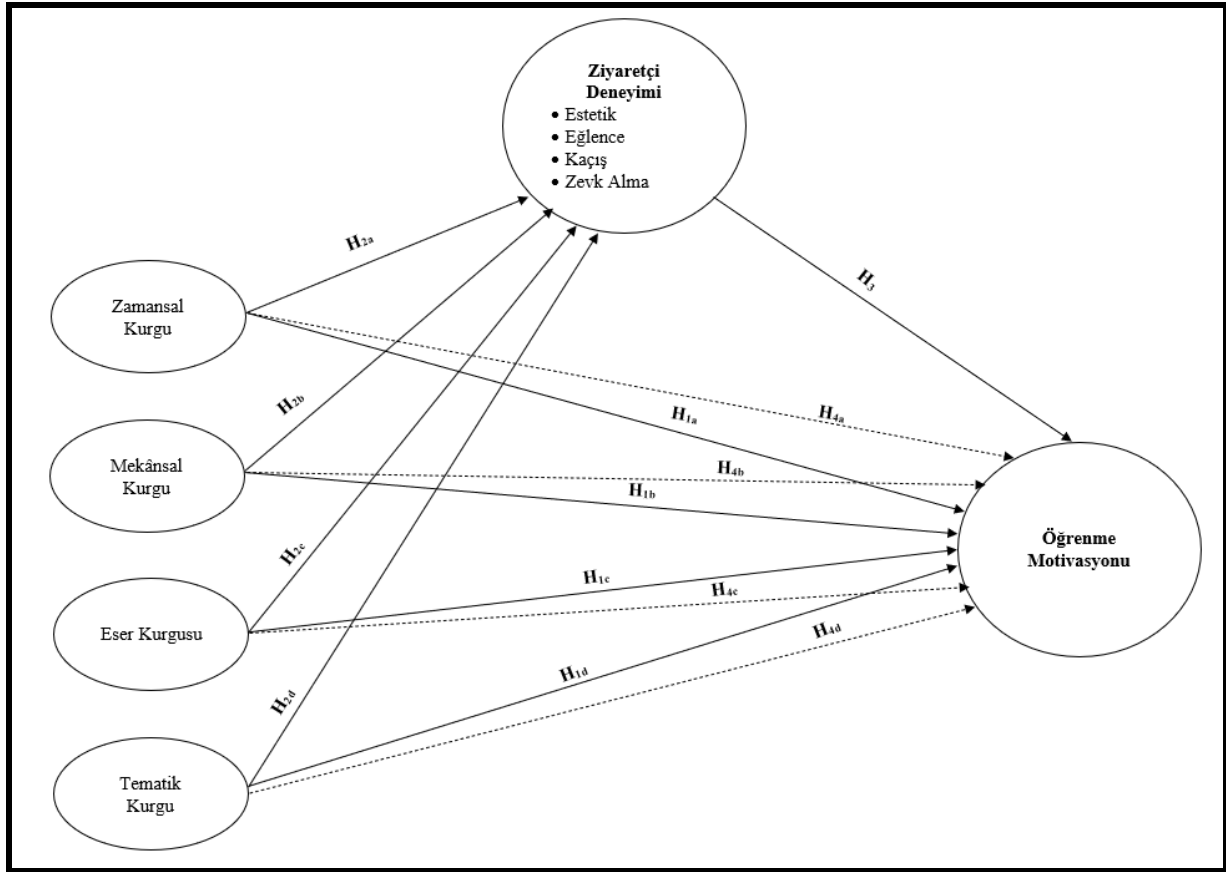 Ziyaretçi
Deneyimi
• Estetik
• Eğlence
• Kaçış
• Zevk Alma
H2a
H3
Zamansal
Kurgu
H2b
H1a
H4a
Mekânsal
Kurgu
H4b
H1b
H2c
Öğrenme
Motivasyonu
H1c
H4c
Eser Kurgusu
H4d
H1d
H2d
Tematik
Kurgu